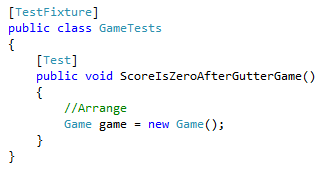 [TestFixture]
public class GameTests
{
    [Test]
    public void ScoreIsZeroAfterGutterGame()
    {
        //Arrange
        Game game = new Game();
    }
}